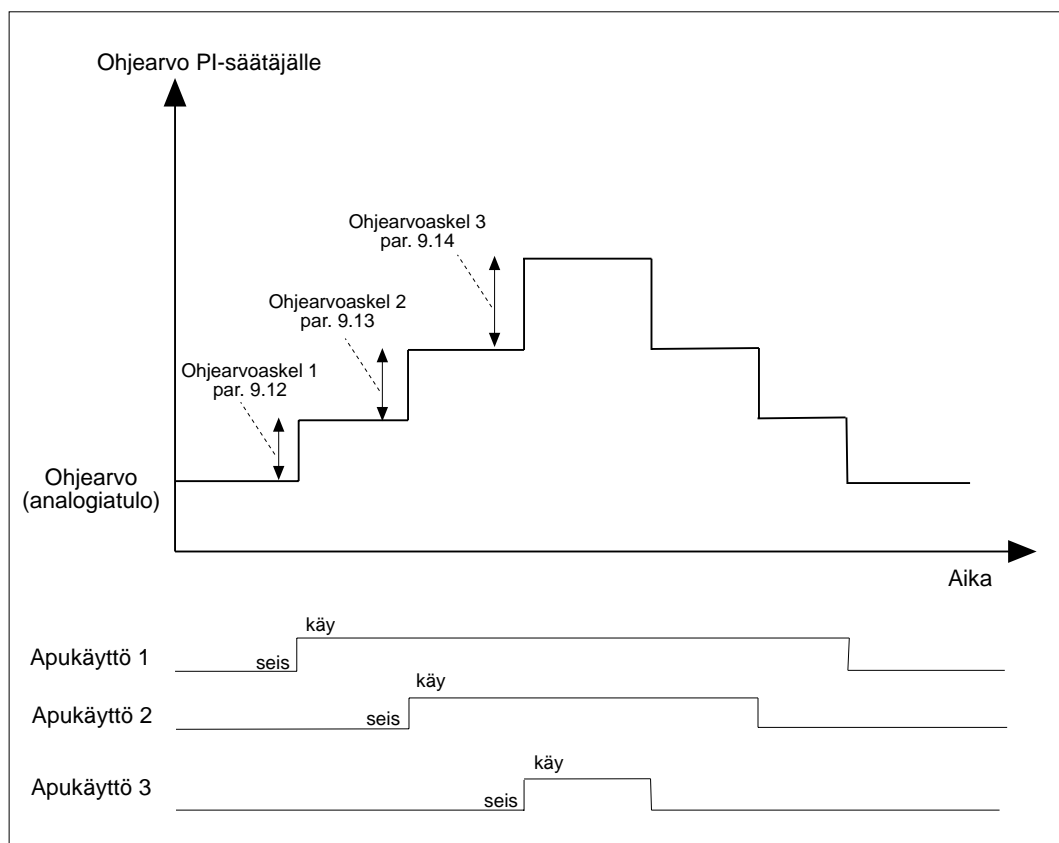 Ohjearvo PI-säätäjälle
Ohjearvoaskel 3
par. 9.14
Ohjearvoaskel 2
par. 9.13
Ohjearvoaskel 1
par. 9.12
Ohjearvo
(analogiatulo)
Aika
käy
Apukäyttö 1
seis
käy
Apukäyttö 2
seis
käy
Apukäyttö 3
seis